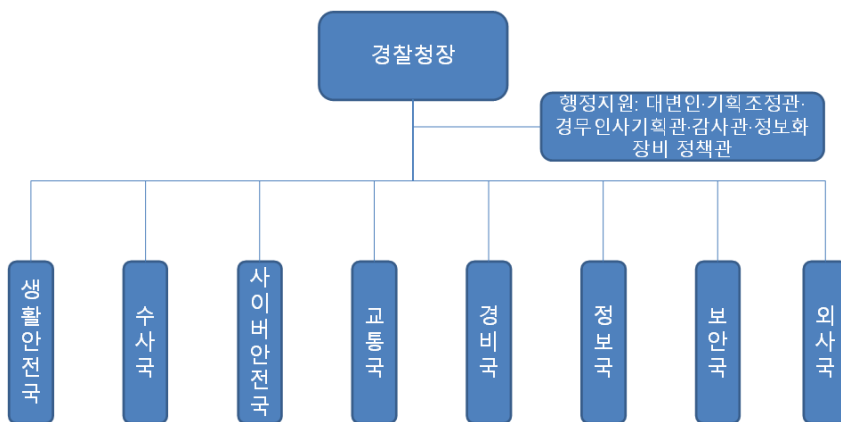 경찰청장
행정지원: 대변인·기획조정관·
경무인사기획관·감사관·정보화
장비 정책관
생활안전국
수사국
사이버안전국
교통국
경비국
정보국
보안국
외사국